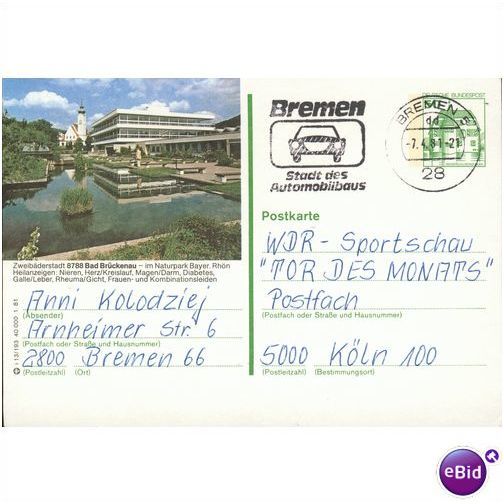 Bremen
Stadt des
Automobilbaus
BREMEN
-7.4.81-21
28
DEUTSCHE BUNDESPOST
Zweibäderstadt 8788 Bad Brückenau – im Naturpark Bayer. Rhön
Heilanzeigen: Nieren, Herz/Kreislauf, Magen/Darm, Diabetes,
Galle/Leber, Rheuma/Gicht, Frauen- und Kombinationsleiden
Anni Kolodziej
(Absender)
Arnheimer Str. 6
(Postfach oder Straße und Hausnummer)
2800 Bremen 66
(Postleitzahl) (Ort)
Postkarte
WDR - Sportschau
"TOR DES MONATS"
Postfach
(Postfach oder Straße und Hausnummer)
5000 Köln 100
(Postleitzahl) (Bestimmungsort)
eBid